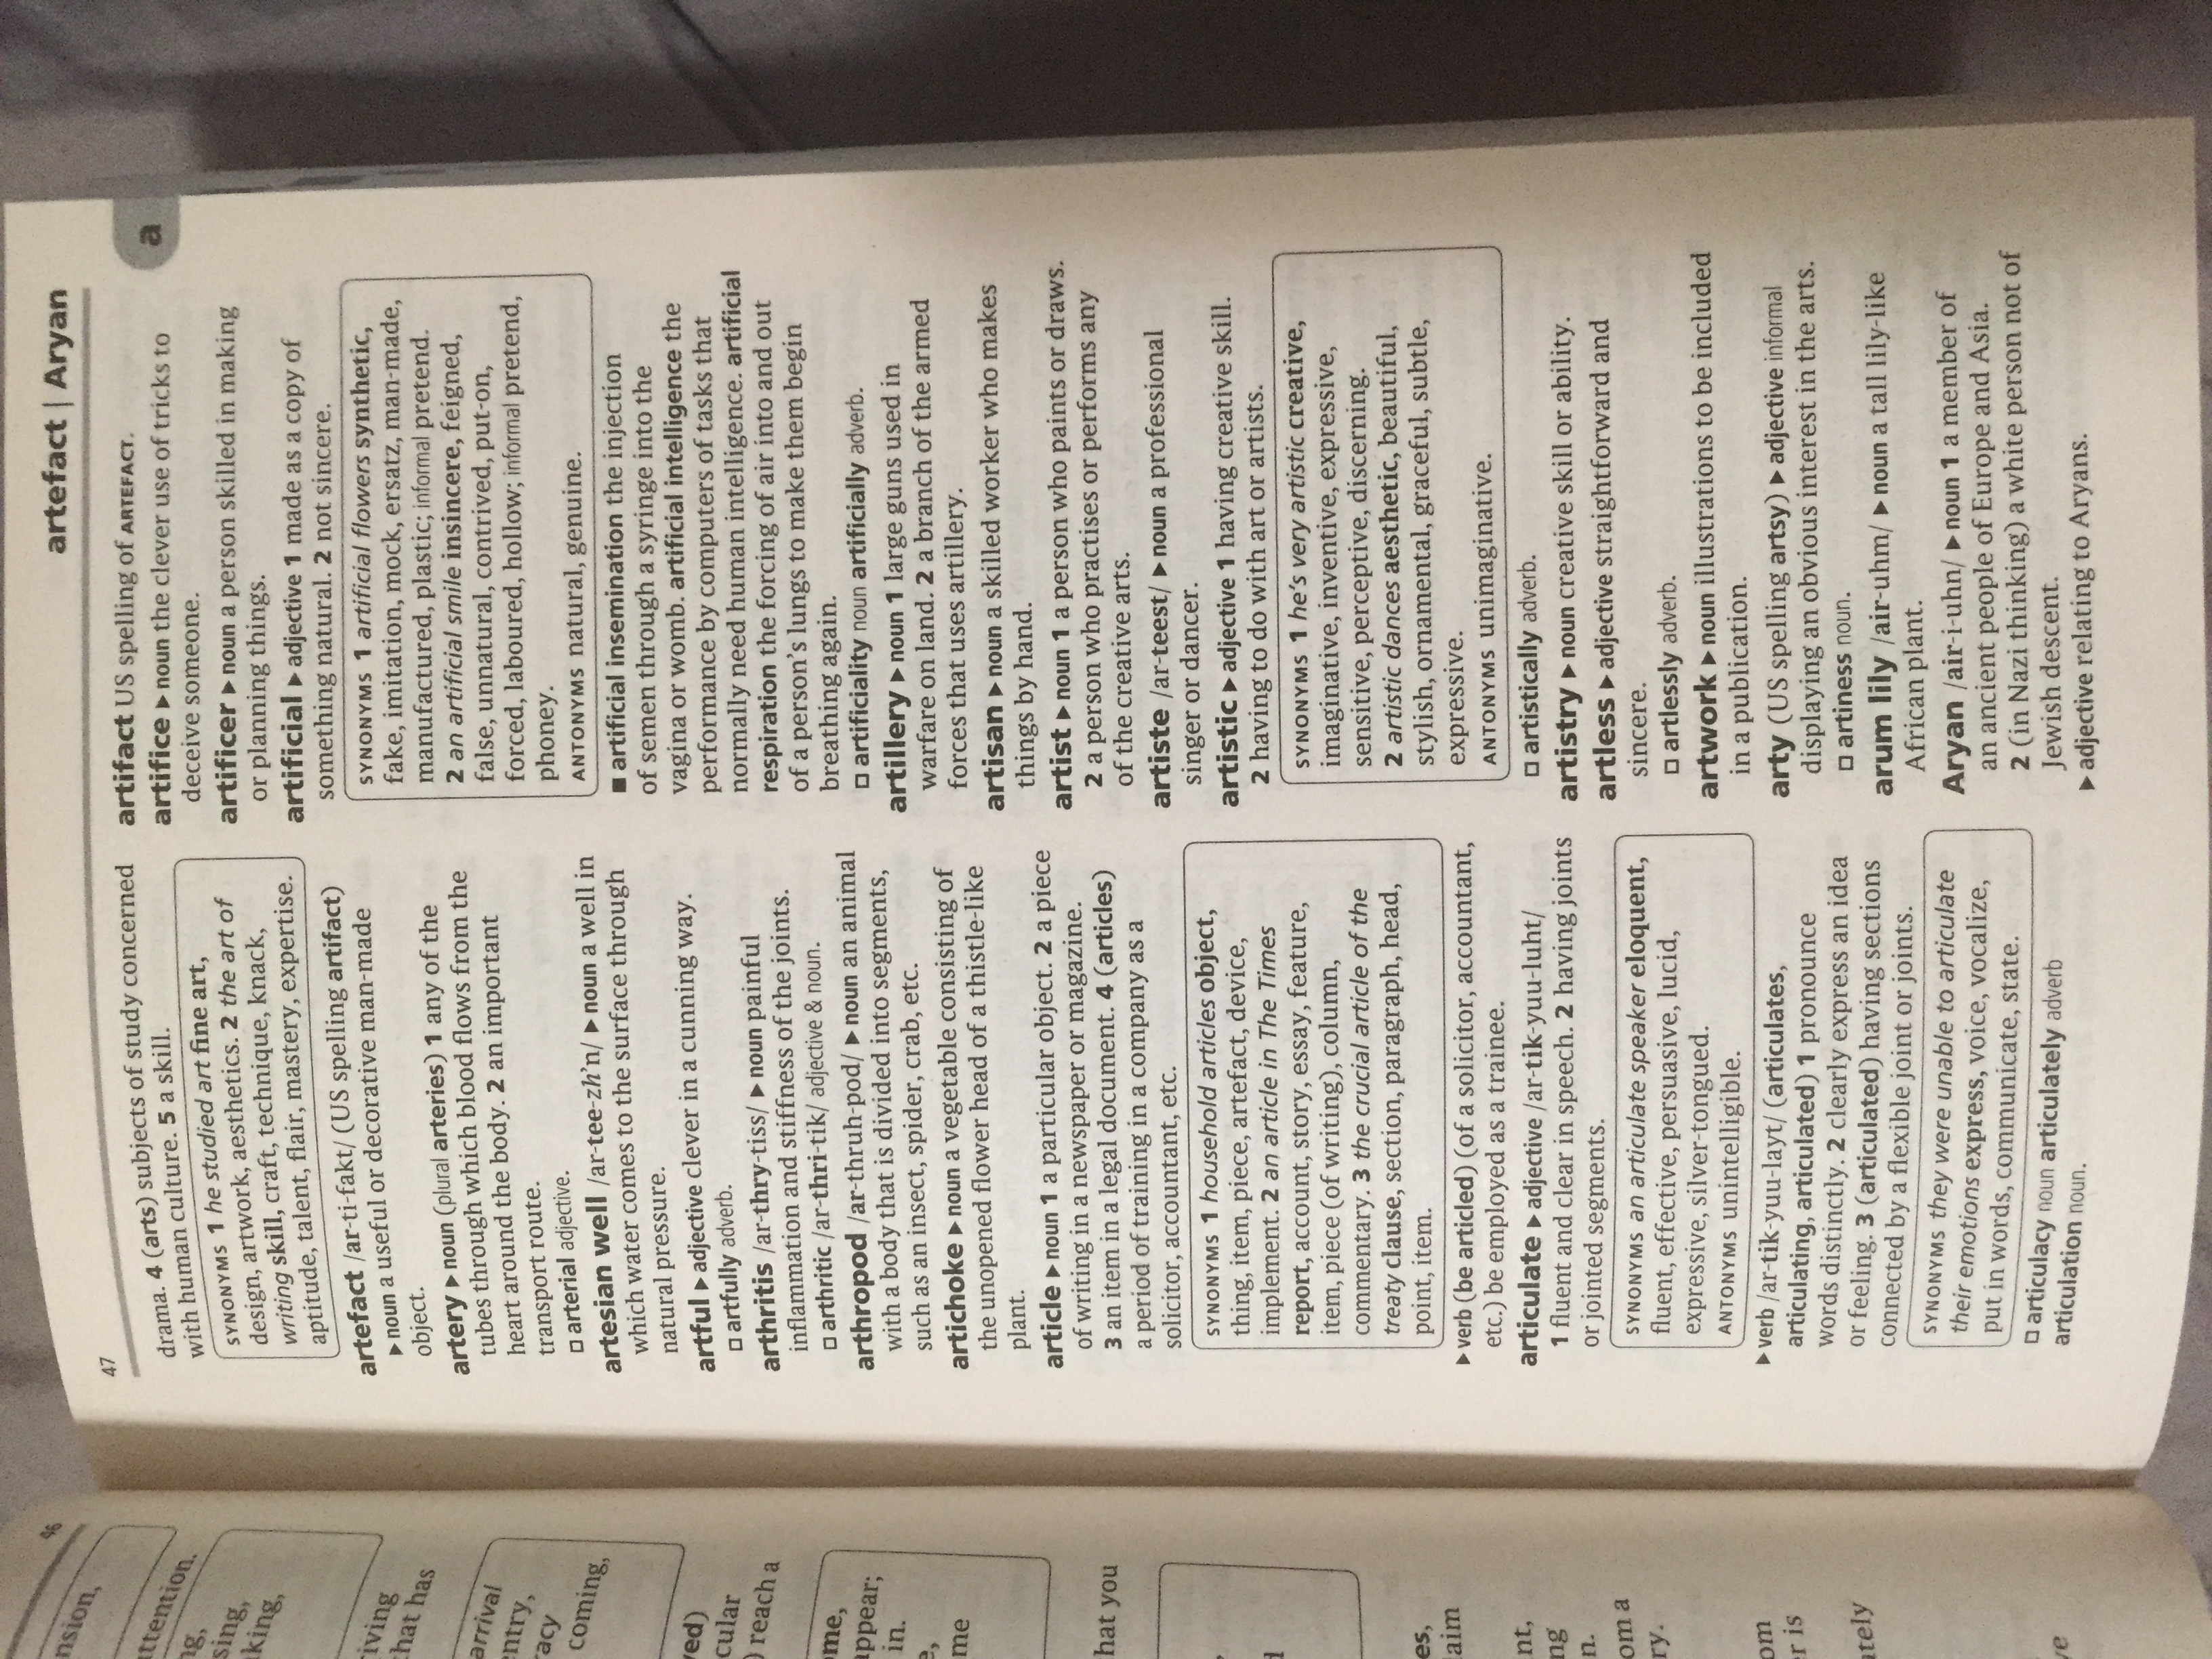 46
nsion,
ttention.
ng,
sing,
king,
iving
that has
arrival
entry,
racy
coming,
ved)
cular
) reach a
ome,
appear;
in.
e,
me
hat you
es,
laim
nt,
ng
n.
om a
ry.
om
er is
ately
ye
artefact | Aryan
47
a
drama. 4 (arts) subjects of study concerned
with human culture. 5 a skill.
SYNONYMS 1 he studied art fine art,
design, artwork, aesthetics. 2 the art of
writing skill, craft, technique, knack,
aptitude, talent, flair, mastery, expertise.
artefact /ar-ti-fakt/ (US spelling artifact)
▶ noun a useful or decorative man-made
object.
artery ▶ noun (plural arteries) 1 any of the
tubes through which blood flows from the
heart around the body. 2 an important
transport route.
□ arterial adjective.
artesian well /ar-tee-zh'n/ ▶ noun a well in
which water comes to the surface through
natural pressure.
artful ▶ adjective clever in a cunning way.
□ artfully adverb.
arthritis /ar-thry-tiss/ ▶ noun painful
inflammation and stiffness of the joints.
□ arthritic /ar-thri-tik/ adjective & noun.
arthropod /ar-thruh-pod/ ▶ noun an animal
with a body that is divided into segments,
such as an insect, spider, crab, etc.
artichoke ▶ noun a vegetable consisting of
the unopened flower head of a thistle-like
plant.
article ▶ noun 1 a particular object. 2 a piece
of writing in a newspaper or magazine.
3 an item in a legal document. 4 (articles)
a period of training in a company as a
solicitor, accountant, etc.
SYNONYMS 1 household articles object,
thing, item, piece, artefact, device,
implement. 2 an article in The Times
report, account, story, essay, feature,
item, piece (of writing), column,
commentary. 3 the crucial article of the
treaty clause, section, paragraph, head,
point, item.
▶ verb (be articled) (of a solicitor, accountant,
etc.) be employed as a trainee.
articulate ▶ adjective /ar-tik-yuu-luht/
1 fluent and clear in speech. 2 having joints
or jointed segments.
SYNONYMS an articulate speaker eloquent,
fluent, effective, persuasive, lucid,
expressive, silver-tongued.
ANTONYMS unintelligible.
▶ verb /ar-tik-yuu-layt/ (articulates,
articulating, articulated) 1 pronounce
words distinctly. 2 clearly express an idea
or feeling. 3 (articulated) having sections
connected by a flexible joint or joints.
SYNONYMS they were unable to articulate
their emotions express, voice, vocalize,
put in words, communicate, state.
□ articulacy noun articulately adverb
articulation noun.
artifact US spelling of ARTEFACT.
artifice ▶ noun the clever use of tricks to
deceive someone.
artificer ▶ noun a person skilled in making
or planning things.
artificial ▶ adjective 1 made as a copy of
something natural. 2 not sincere.
SYNONYMS 1 artificial flowers synthetic,
fake, imitation, mock, ersatz, man-made,
manufactured, plastic; informal pretend.
2 an artificial smile insincere, feigned,
false, unnatural, contrived, put-on,
forced, laboured, hollow; informal pretend,
phoney.
ANTONYMS natural, genuine.
■ artificial insemination the injection
of semen through a syringe into the
vagina or womb. artificial intelligence the
performance by computers of tasks that
normally need human intelligence. artificial
respiration the forcing of air into and out
of a person's lungs to make them begin
breathing again.
□ artificiality noun artificially adverb.
artillery ▶ noun 1 large guns used in
warfare on land. 2 a branch of the armed
forces that uses artillery.
artisan ▶ noun a skilled worker who makes
things by hand.
artist ▶ noun 1 a person who paints or draws.
2 a person who practises or performs any
of the creative arts.
artiste /ar-teest/ ▶ noun a professional
singer or dancer.
artistic ▶ adjective 1 having creative skill.
2 having to do with art or artists.
SYNONYMS 1 he's very artistic creative,
imaginative, inventive, expressive,
sensitive, perceptive, discerning.
2 artistic dances aesthetic, beautiful,
stylish, ornamental, graceful, subtle,
expressive.
ANTONYMS unimaginative.
□ artistically adverb.
artistry ▶ noun creative skill or ability.
artless ▶ adjective straightforward and
sincere.
□ artlessly adverb.
artwork ▶ noun illustrations to be included
in a publication.
arty (US spelling artsy) ▶ adjective informal
displaying an obvious interest in the arts.
□ artiness noun.
arum lily /air-uhm/ ▶ noun a tall lily-like
African plant.
Aryan /air-i-uhn/ ▶ noun 1 a member of
an ancient people of Europe and Asia.
2 (in Nazi thinking) a white person not of
Jewish descent.
▶ adjective relating to Aryans.